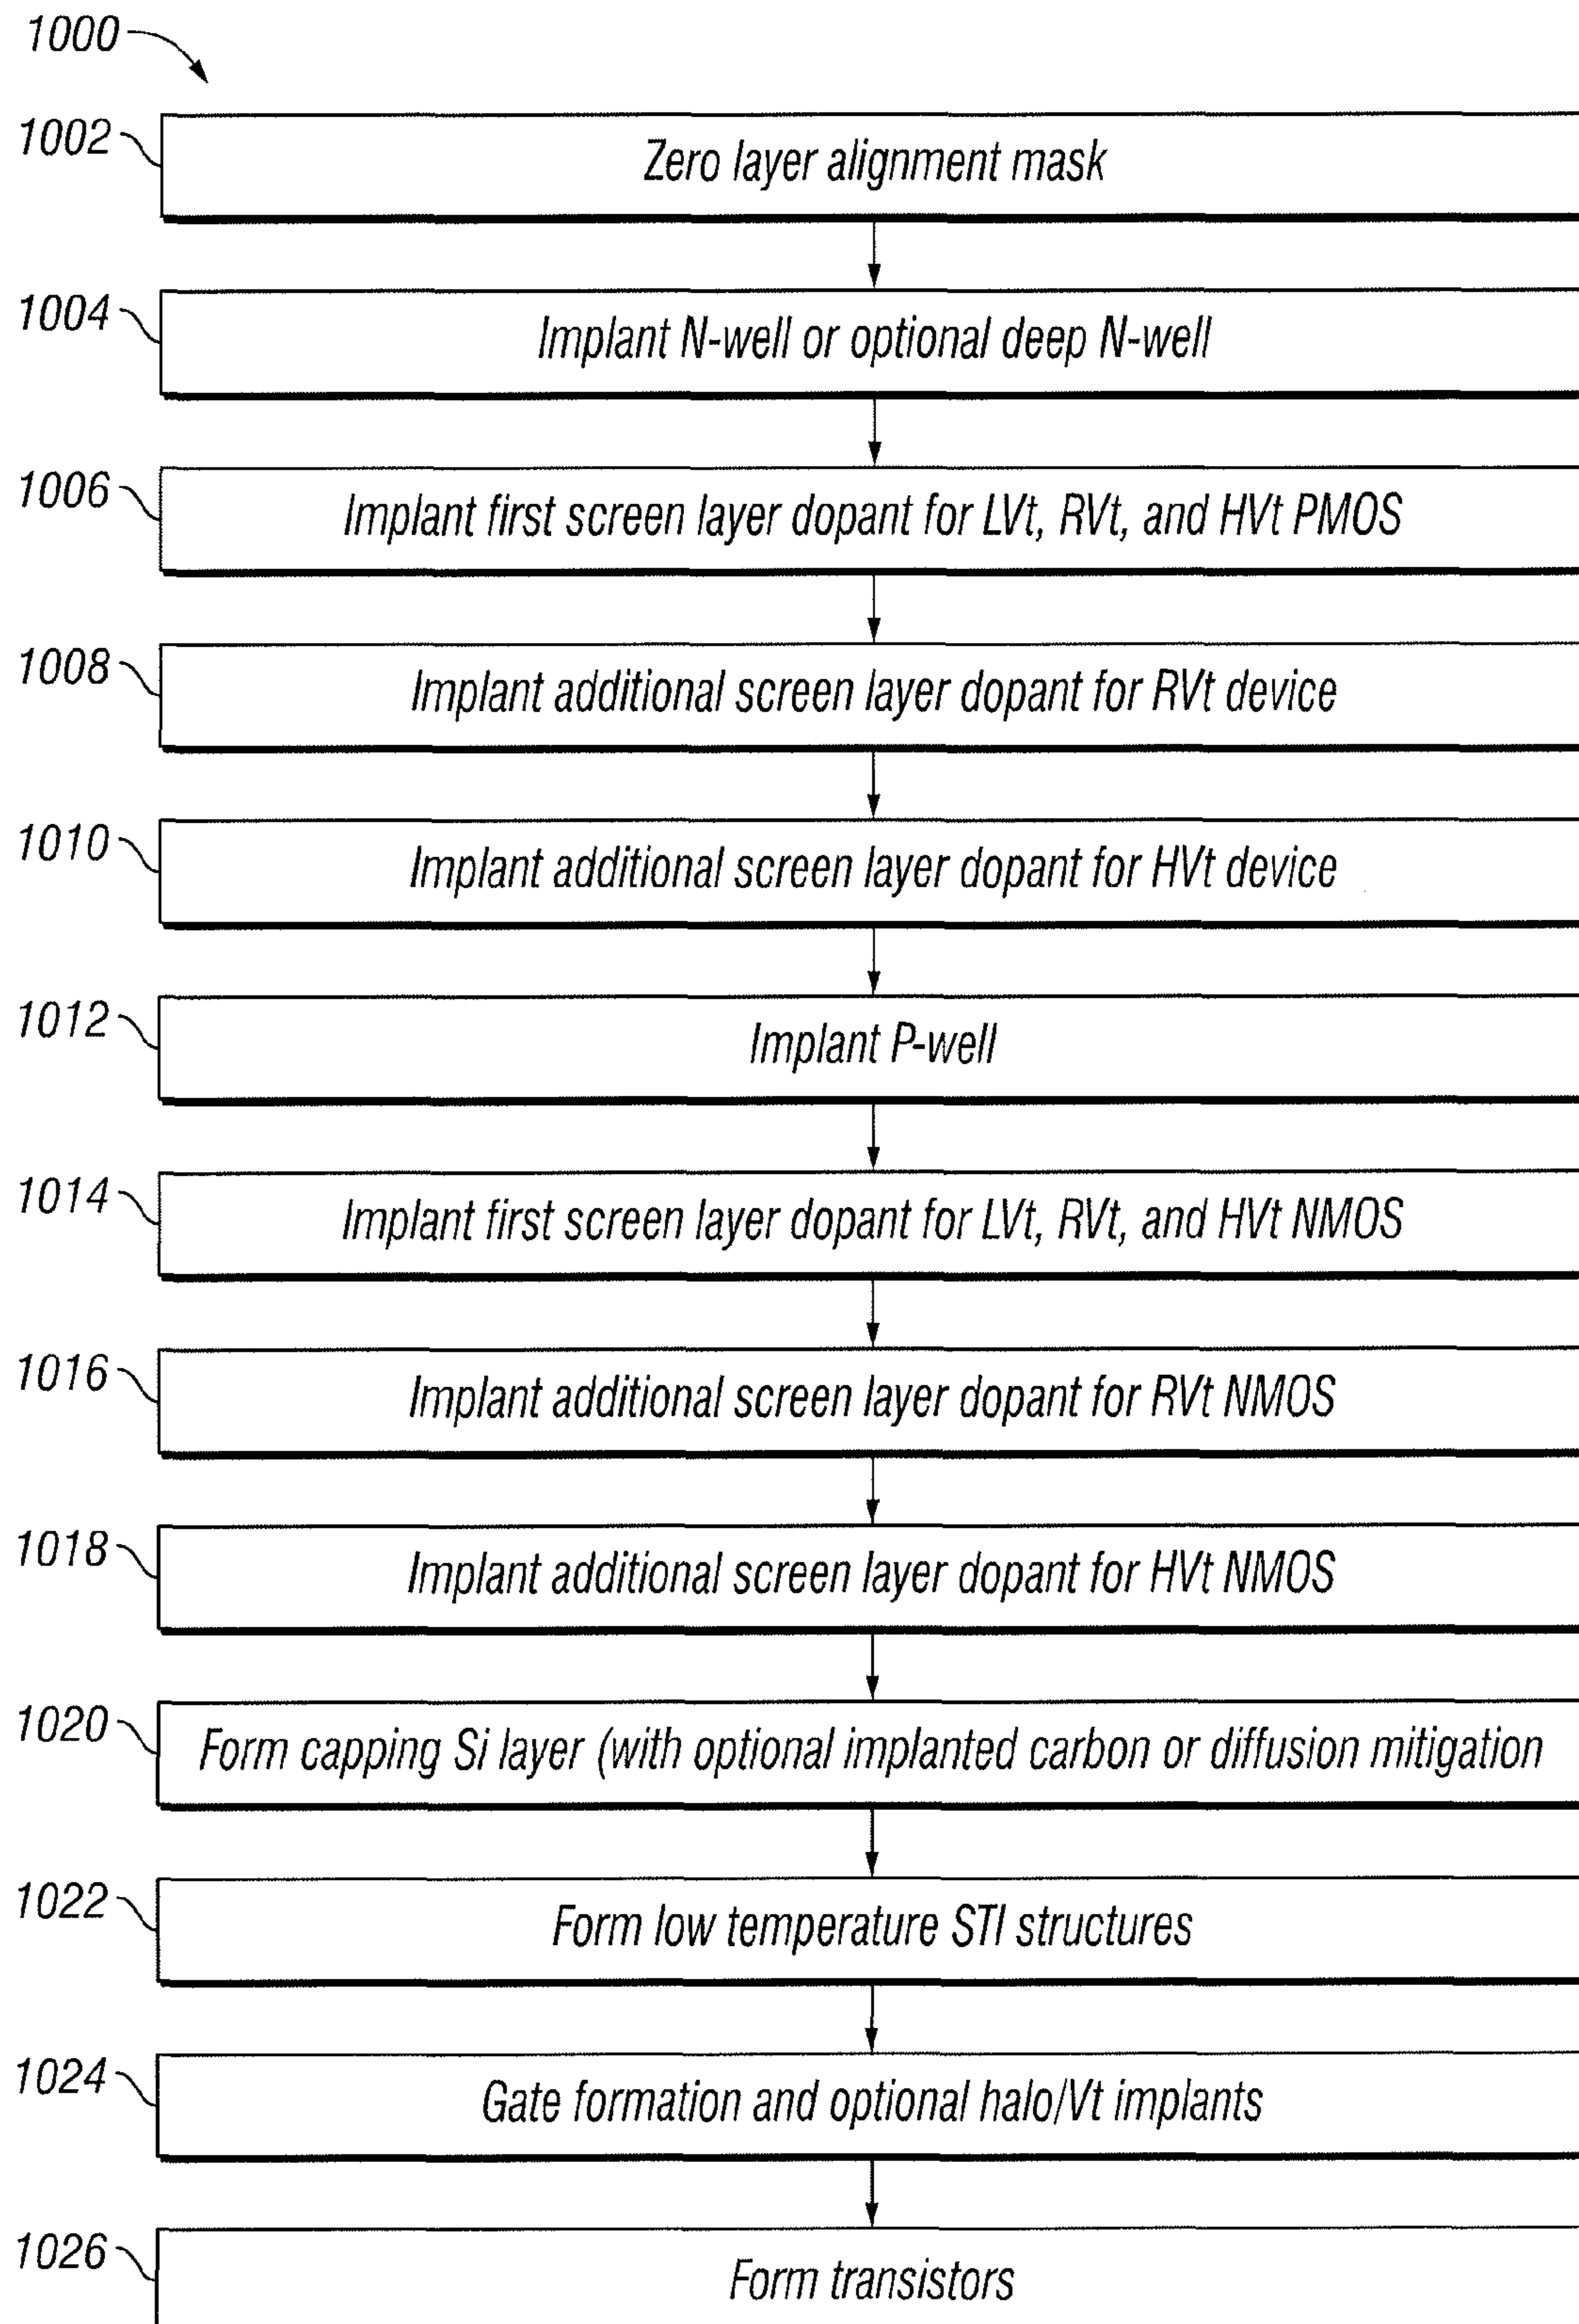 1000
1002
Zero layer alignment mask
1004
Implant N-well or optional deep N-well
1006
Implant first screen layer dopant for LVt, RVt, and HVt PMOS
1008
Implant additional screen layer dopant for RVt device
1010
Implant additional screen layer dopant for HVt device
1012
Implant P-well
1014
Implant first screen layer dopant for LVt, RVt, and HVt NMOS
1016
Implant additional screen layer dopant for RVt NMOS
1018
Implant additional screen layer dopant for HVt NMOS
1020
Form capping Si layer (with optional implanted carbon or diffusion mitigation
1022
Form low temperature STI structures
1024
Gate formation and optional halo/Vt implants
1026
Form transistors